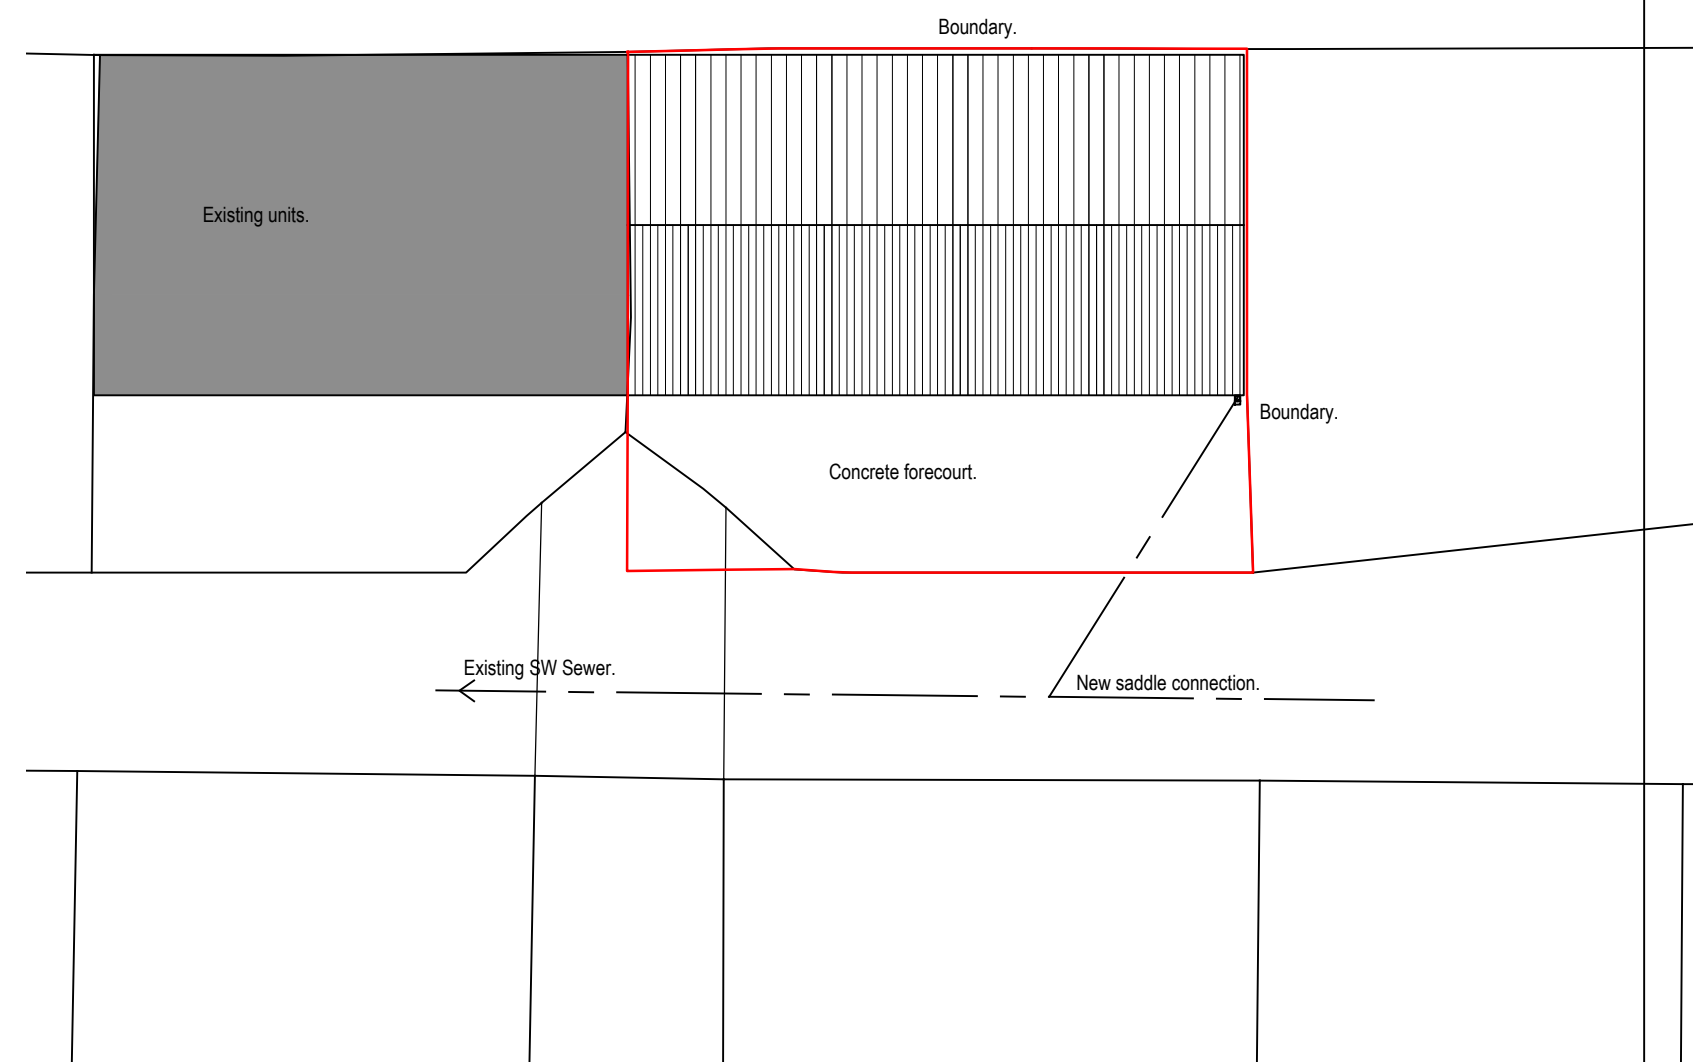 Boundary.
Existing units.
Boundary.
Concrete forecourt.
Existing SW Sewer.
New saddle connection.